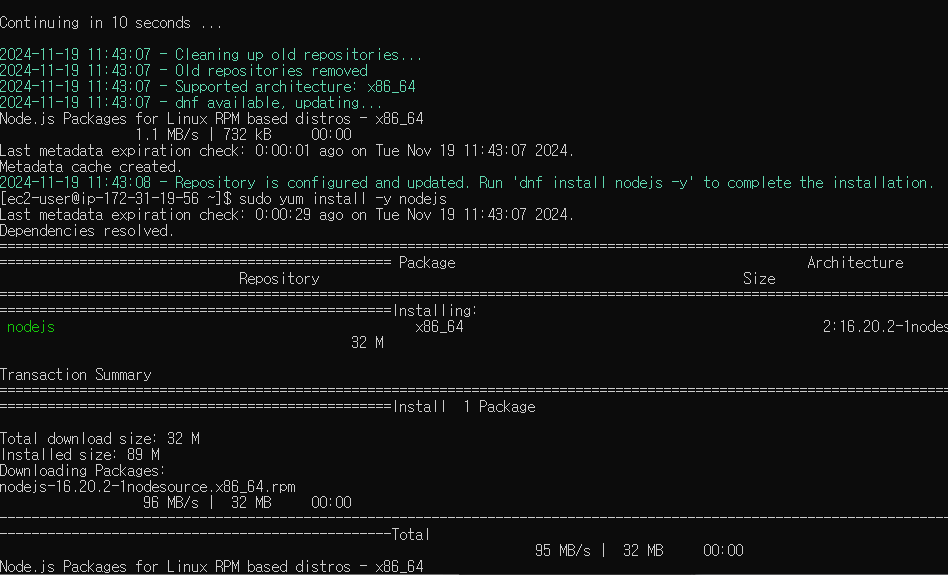 Continuing in 10 seconds ...
2024-11-19 11:43:07 - Cleaning up old repositories...
2024-11-19 11:43:07 - Old repositories removed
2024-11-19 11:43:07 - Supported architecture: x86_64
2024-11-19 11:43:07 - dnf available, updating...
Node.js Packages for Linux RPM based distros - x86_64
1.1 MB/s | 732 kB 00:00
Last metadata expiration check: 0:00:01 ago on Tue Nov 19 11:43:07 2024.
Metadata cache created.
2024-11-19 11:43:08 - Repository is configured and updated. Run 'dnf install nodejs -y' to complete the installation.
[ec2-user@ip-172-31-19-56 ~]$ sudo yum install -y nodejs
Last metadata expiration check: 0:00:29 ago on Tue Nov 19 11:43:07 2024.
Dependencies resolved.
================================================================================
================================================= Package Architecture
Repository Size
================================================================================
=================================================Installing:
nodejs x86_64 2:16.20.2-1nodes
32 M
Transaction Summary
================================================================================
=================================================Install 1 Package
Total download size: 32 M
Installed size: 89 M
Downloading Packages:
nodejs-16.20.2-1nodesource.x86_64.rpm
96 MB/s | 32 MB 00:00
--------------------------------------------------------------------------------
-------------------------------------------------Total
95 MB/s | 32 MB 00:00
Node.js Packages for Linux RPM based distros - x86_64